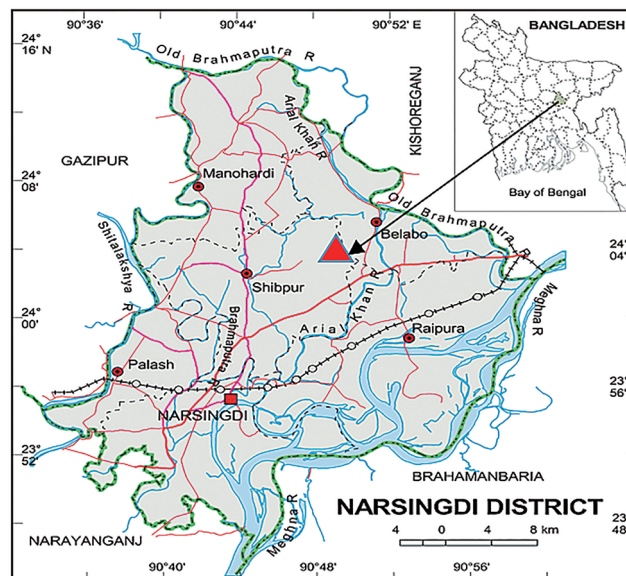 90°36'
90°44'
90°52' E
24°
16' N
Old Brahmaputra R
BANGLADESH
Bay of Bengal
KISHOREGANJ
Arial Khan R
GAZIPUR
24°
08'
Manohardi
Old Brahmaputra R
Belabo
Shitalakshya R
24°
04'
Shibpur
24°
00'
Brahmaputra R
Arial Khan R
Raipura
Meghna R
Palash
23°
56'
NARSINGDI
23°
52'
BRAHAMANBARIA
NARSINGDI DISTRICT
Meghna R
4 0 4 8 km
23
48
NARAYANGANJ
90°40'
90°48'
90°56'